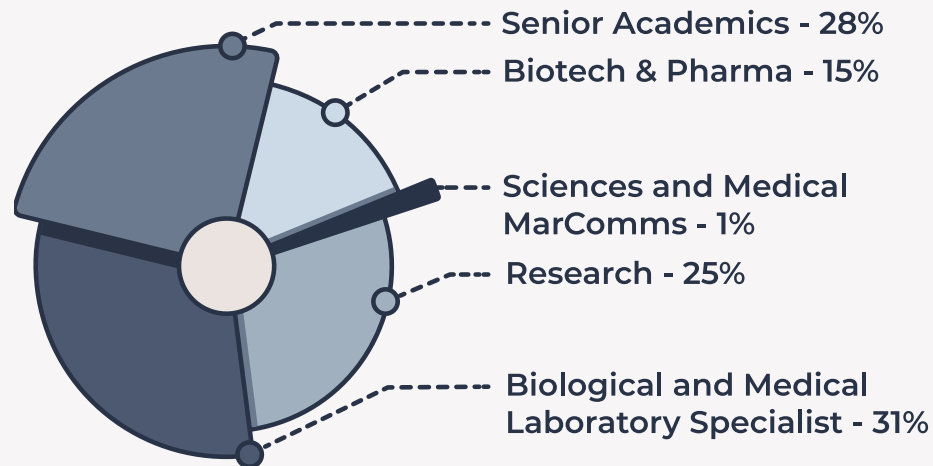 Senior Academics - 28%
Biotech & Pharma - 15%
Sciences and Medical
MarComms - 1%
Research - 25%
Biological and Medical
Laboratory Specialist - 31%